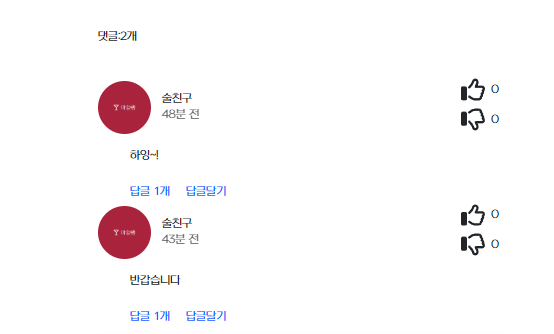 댓글:2개
술친구
0
48분 전
0
하잉~!
답글 1개 답글달기
술친구
0
43분 전
0
반갑습니다
답글 1개 답글달기